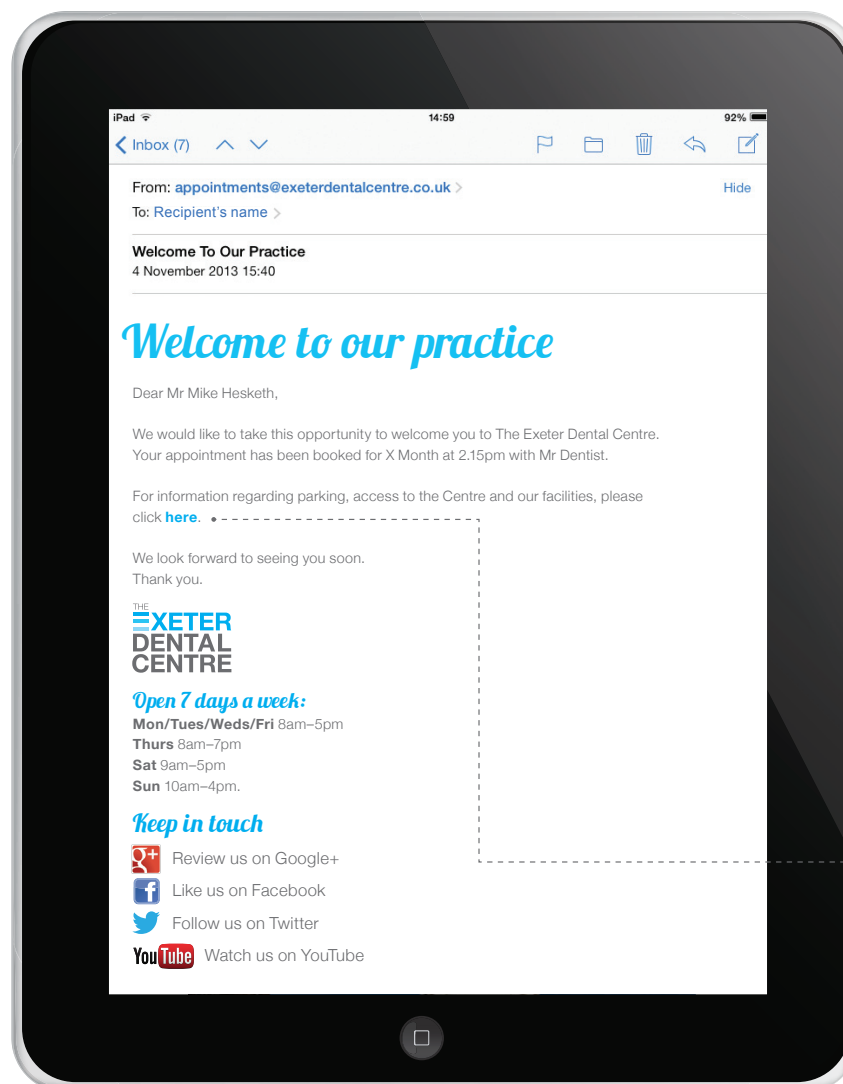 iPad 14:59 92%
Inbox (7)
From: appointments@exeterdentalcentre.co.uk Hide
To: Recipient's name
Welcome To Our Practice
4 November 2013 15:40
Welcome to our practice
Dear Mr Mike Hesketh,
We would like to take this opportunity to welcome you to The Exeter Dental Centre.
Your appointment has been booked for X Month at 2.15pm with Mr Dentist.
For information regarding parking, access to the Centre and our facilities, please
click here.
We look forward to seeing you soon.
Thank you.
THE
EXETER
DENTAL
CENTRE
Open 7 days a week:
Mon/Tues/Weds/Fri 8am–5pm
Thurs 8am–7pm
Sat 9am–5pm
Sun 10am–4pm.
Keep in touch
g+ Review us on Google+
f Like us on Facebook
Follow us on Twitter
YouTube Watch us on YouTube